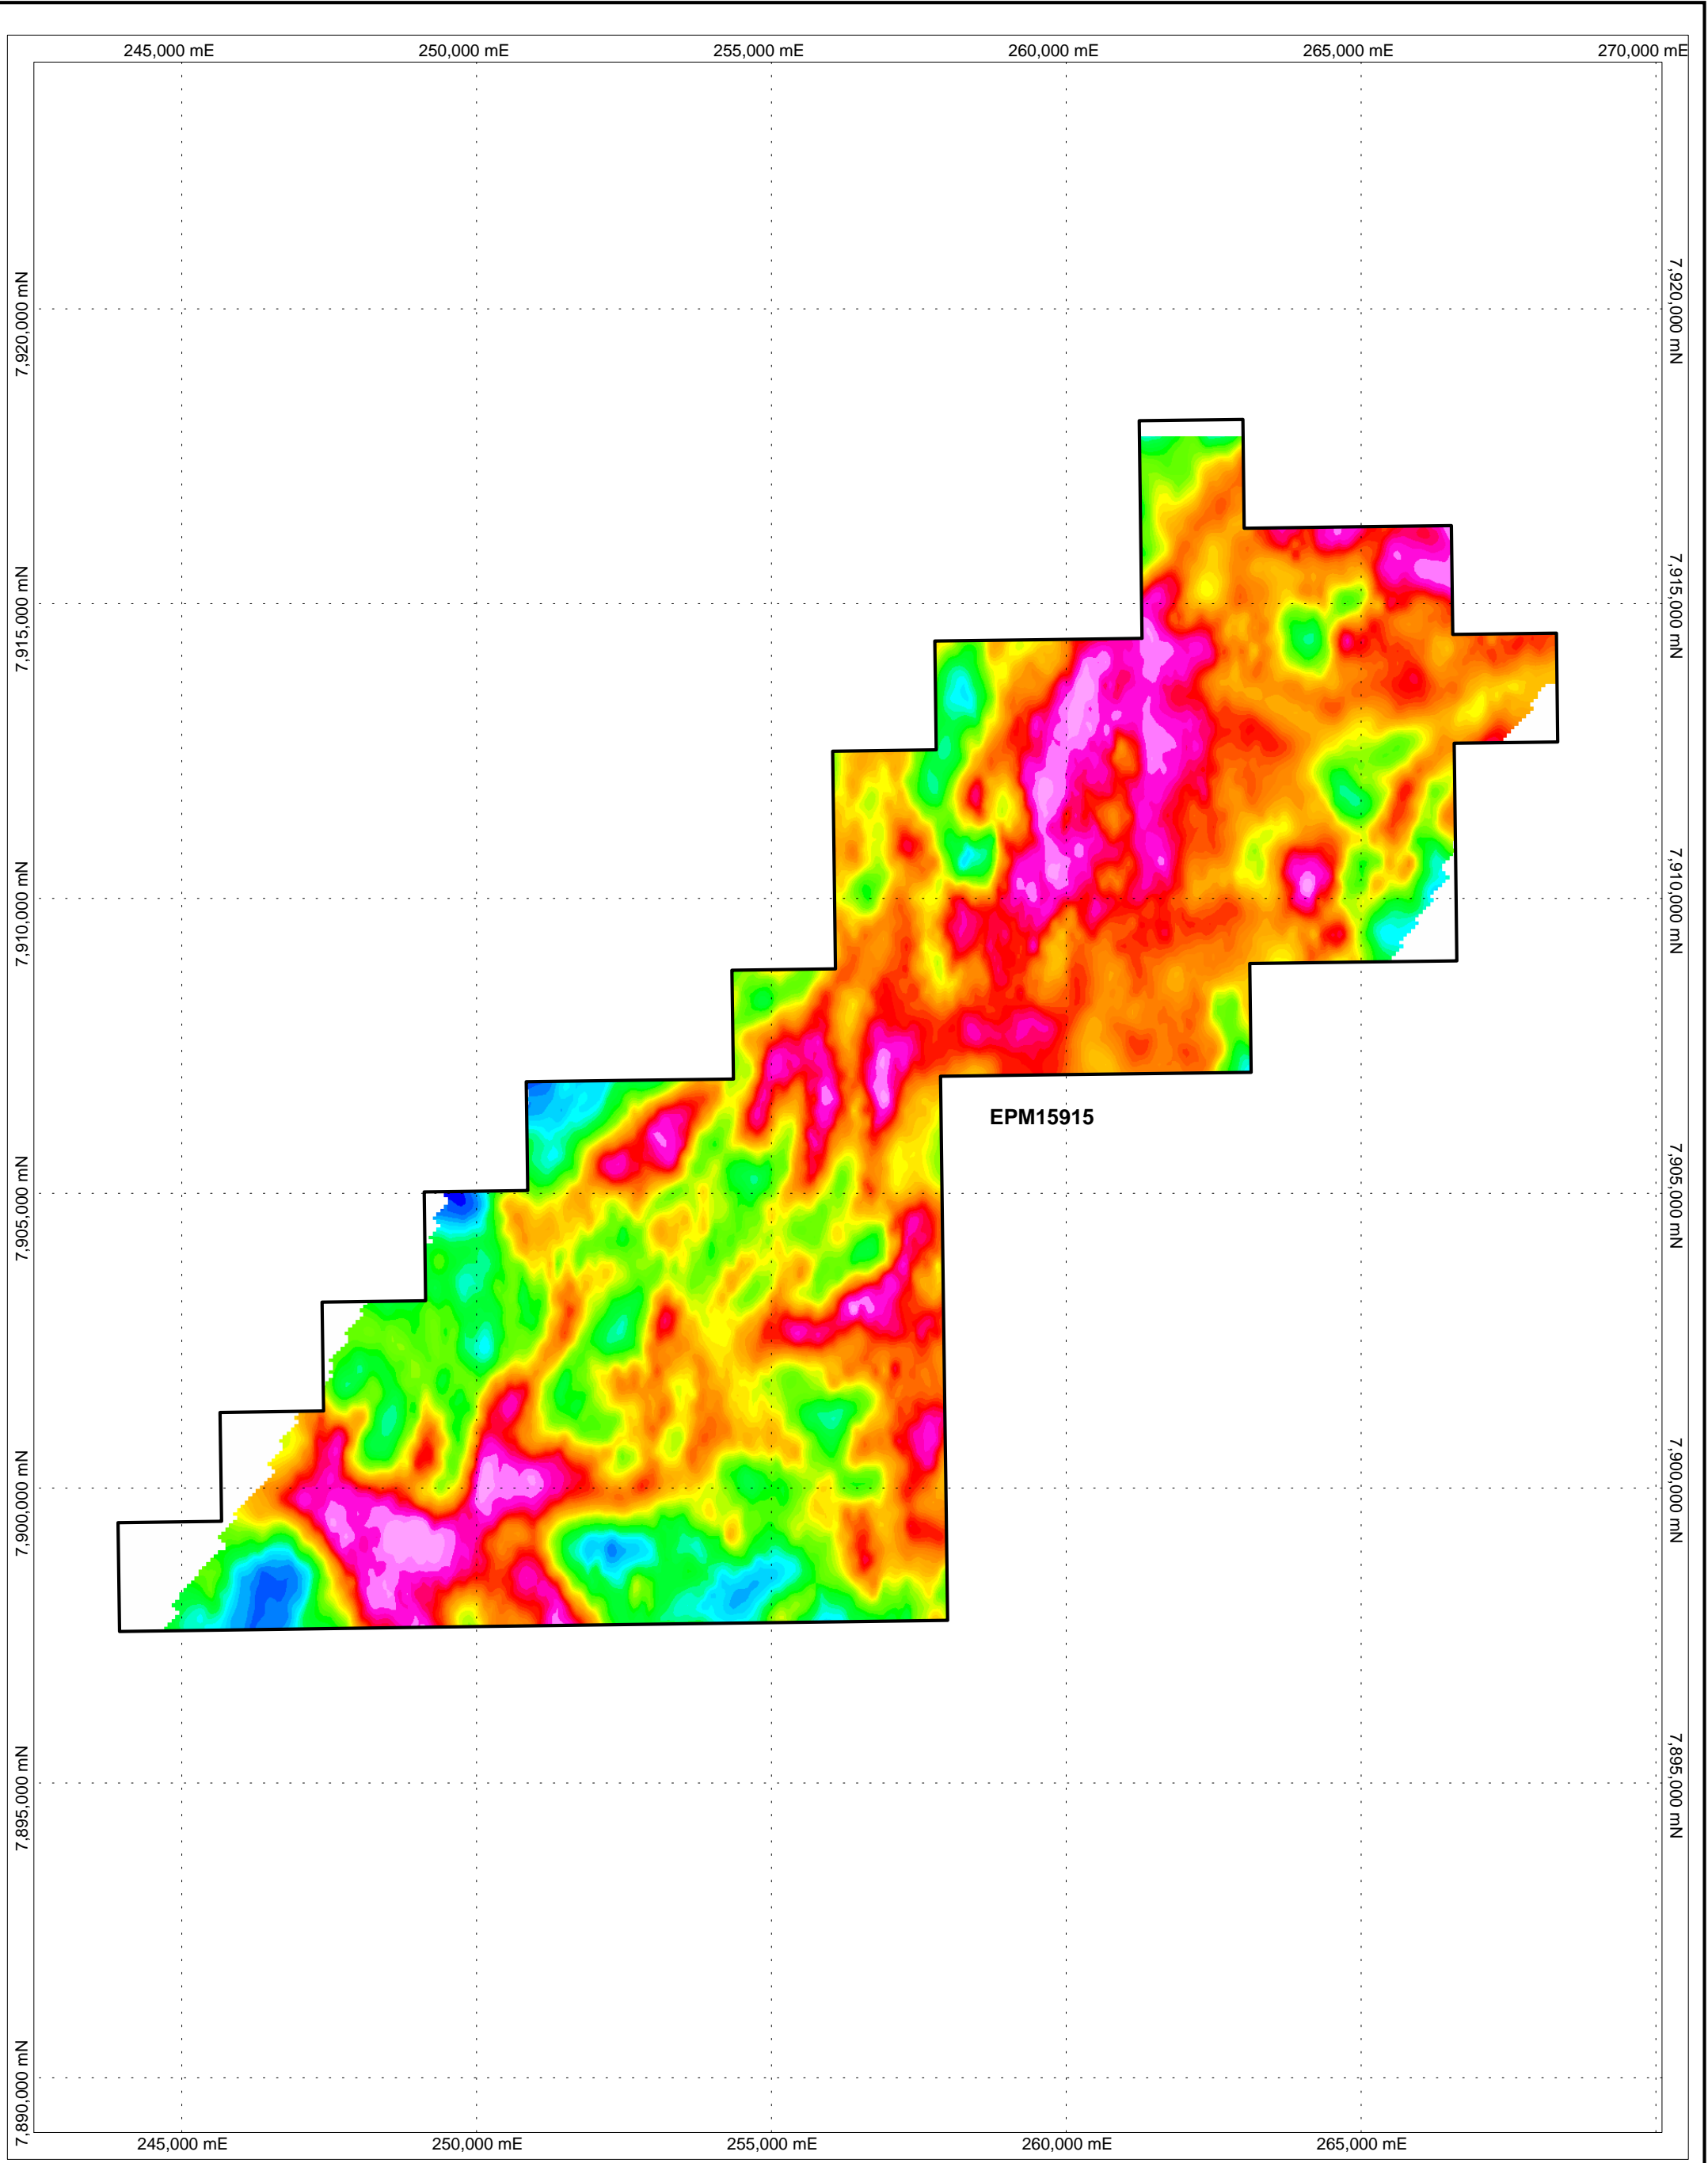 245,000 mE
250,000 mE
255,000 mE
260,000 mE
265,000 mE
270,000 mE
7,920,000 mN
7,920,000 mN
7,915,000 mN
7,915,000 mN
7,910,000 mN
7,910,000 mN
EPM15915
7,905,000 mN
7,905,000 mN
7,900,000 mN
7,900,000 mN
7,895,000 mN
7,895,000 mN
7,890,000 mN
245,000 mE
250,000 mE
255,000 mE
260,000 mE
265,000 mE